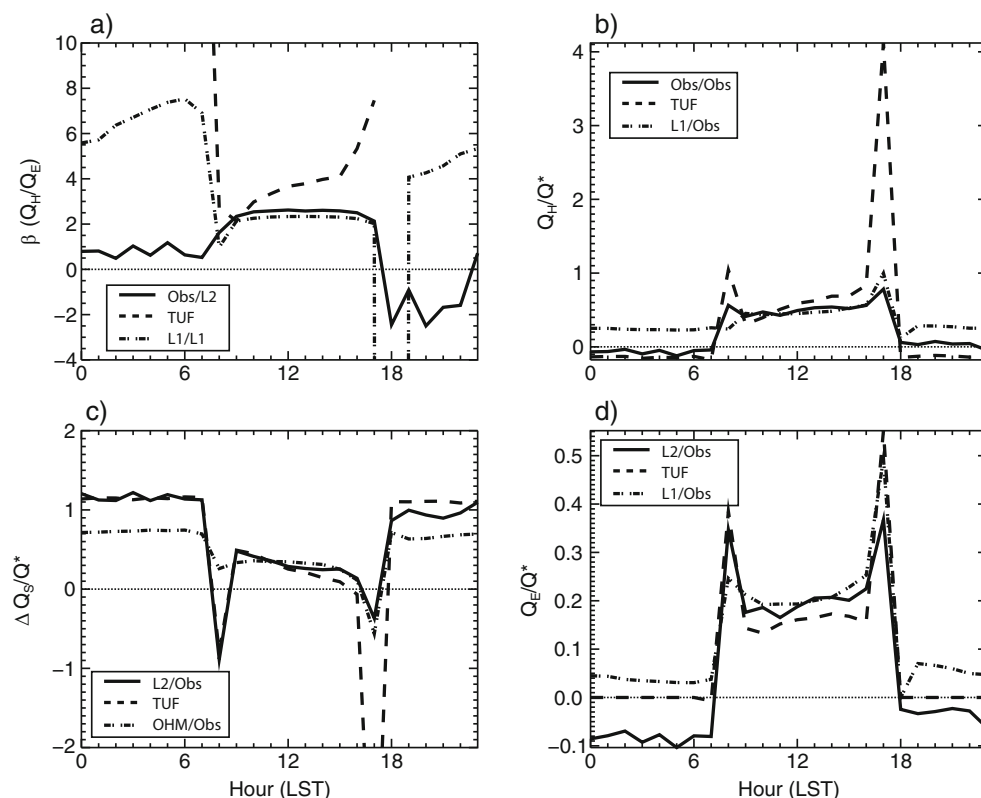 a)
10
8
6
4
2
0
−2
−4
β (Q_H/Q_E)
Obs/L2
TUF
L1/L1
0 6 12 18
b)
4
3
2
1
0
Q_H/Q*
Obs/Obs
TUF
L1/Obs
0 6 12 18
c)
2
1
0
−1
−2
ΔQ_S/Q*
L2/Obs
TUF
OHM/Obs
0 6 12 18
Hour (LST)
d)
0.5
0.4
0.3
0.2
0.1
0.0
−0.1
Q_E/Q*
L2/Obs
TUF
L1/Obs
0 6 12 18
Hour (LST)